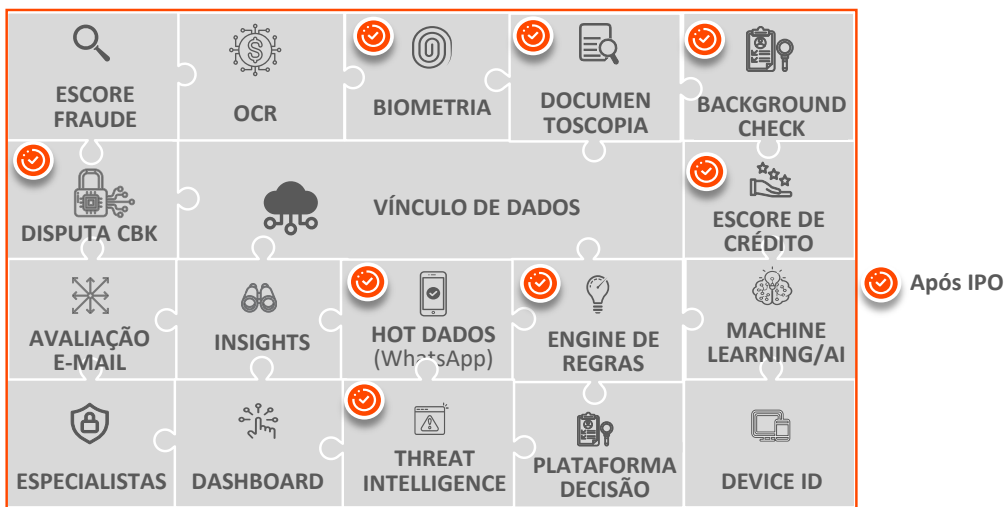 ESCORE
FRAUDE
OCR
BIOMETRIA
DOCUMEN
TOSCOPIA
BACKGROUND
CHECK
DISPUTA CBK
VÍNCULO DE DADOS
ESCORE DE
CRÉDITO
AVALIAÇÃO
E-MAIL
INSIGHTS
HOT DADOS
(WhatsApp)
ENGINE DE
REGRAS
MACHINE
LEARNING/AI
Após IPO
ESPECIALISTAS
DASHBOARD
THREAT
INTELLIGENCE
PLATAFORMA
DECISÃO
DEVICE ID